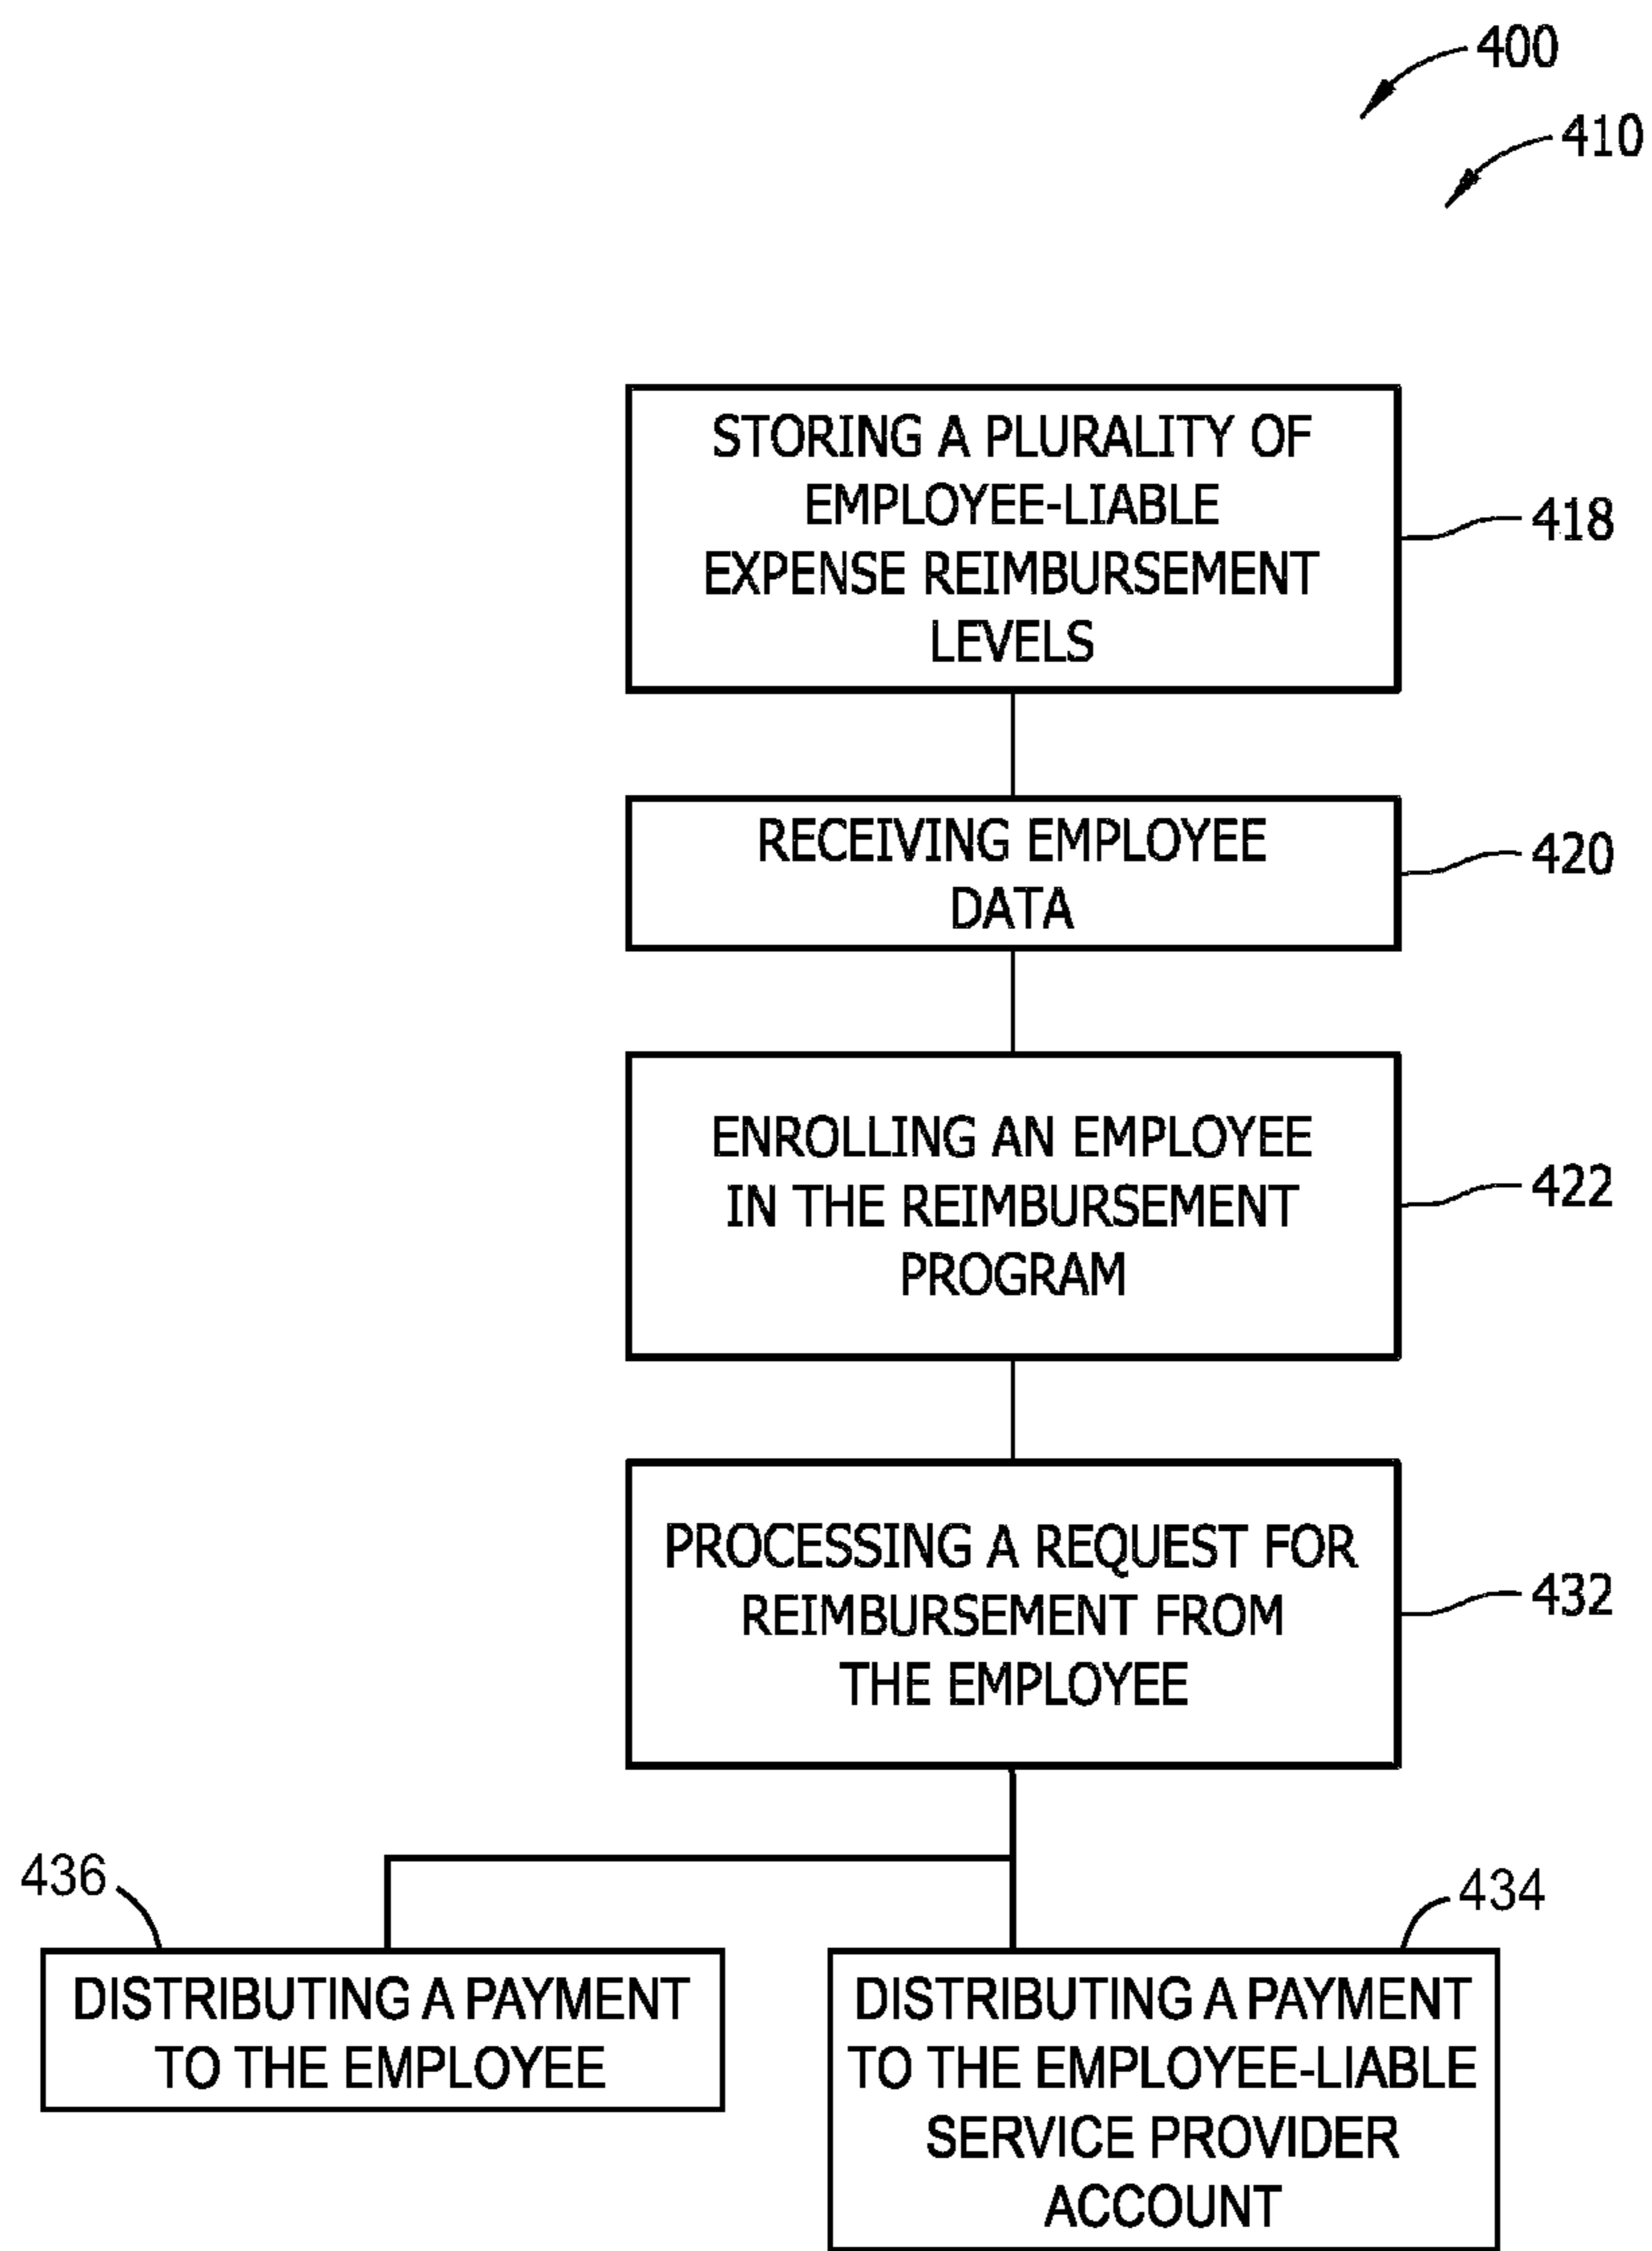 400
410
STORING A PLURALITY OF
EMPLOYEE-LIABLE
EXPENSE REIMBURSEMENT
LEVELS
418
RECEIVING EMPLOYEE
DATA
420
ENROLLING AN EMPLOYEE
IN THE REIMBURSEMENT
PROGRAM
422
PROCESSING A REQUEST FOR
REIMBURSEMENT FROM
THE EMPLOYEE
432
436
DISTRIBUTING A PAYMENT
TO THE EMPLOYEE
434
DISTRIBUTING A PAYMENT
TO THE EMPLOYEE-LIABLE
SERVICE PROVIDER
ACCOUNT